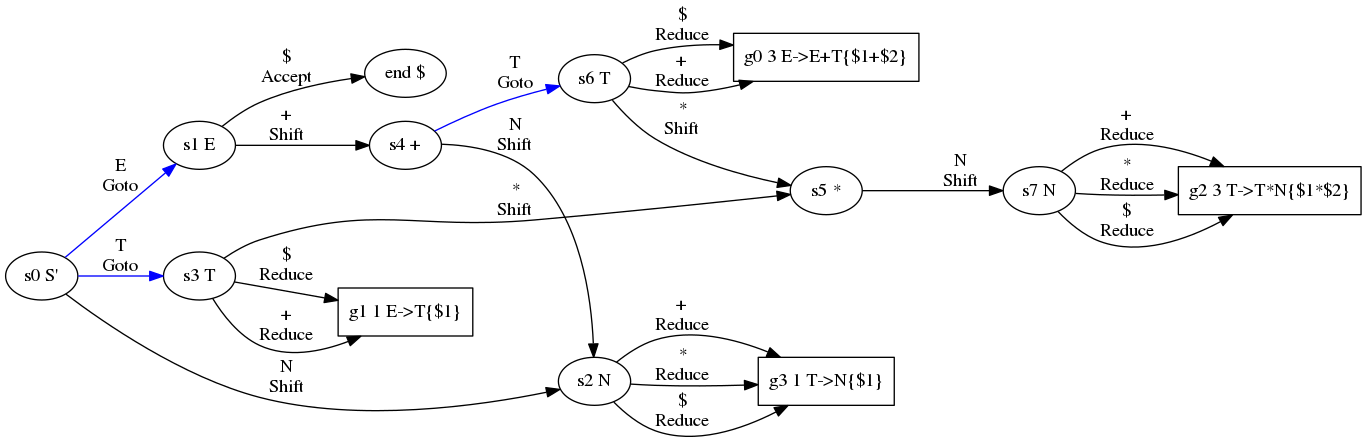 $
Reduce
g0 3 E->E+T{$1+$2}
+
Reduce
T
Goto
s6 T
$
Accept
end $
*
Shift
+
Shift
s1 E
s4 +
N
Shift
+
Reduce
E
Goto
*
Shift
s5 *
N
Shift
s7 N
*
Reduce
g2 3 T->T*N{$1*$2}
$
Reduce
s0 S'
T
Goto
s3 T
$
Reduce
g1 1 E->T{$1}
+
Reduce
+
Reduce
N
Shift
s2 N
*
Reduce
g3 1 T->N{$1}
$
Reduce